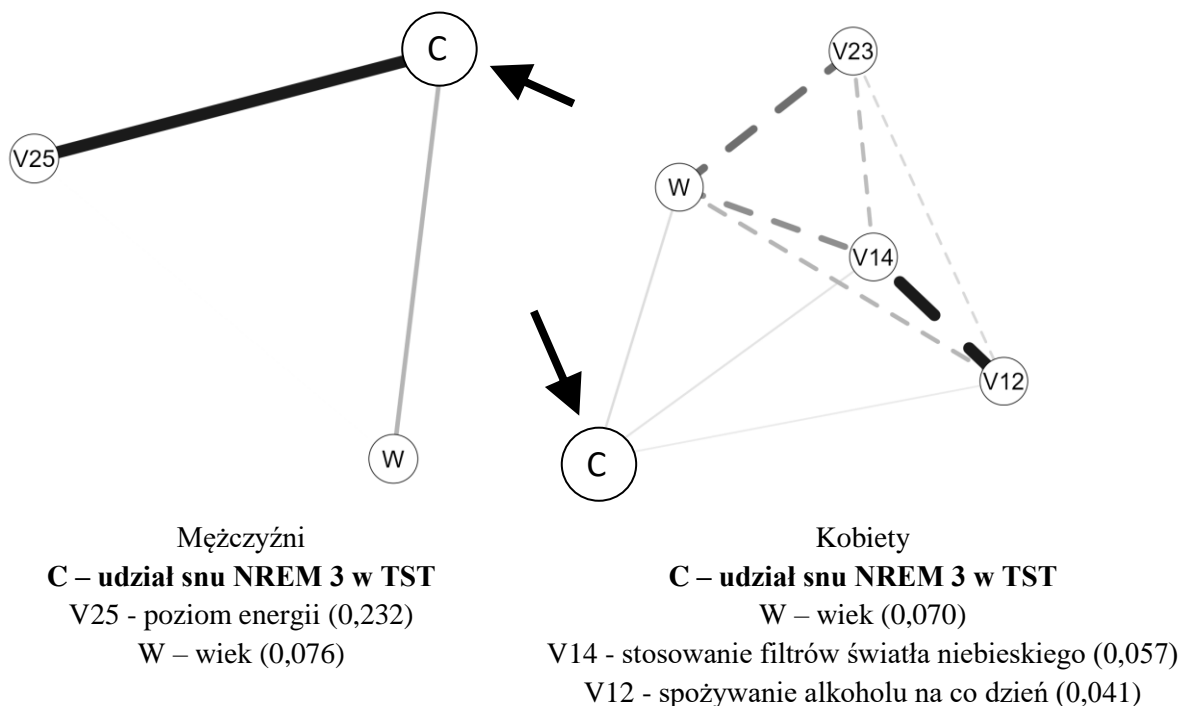 C
V25
W
V23
W
V14
V12
C
Mężczyźni
C – udział snu NREM 3 w TST
V25 - poziom energii (0,232)
W – wiek (0,076)
Kobiety
C – udział snu NREM 3 w TST
W – wiek (0,070)
V14 - stosowanie filtrów światła niebieskiego (0,057)
V12 - spożywanie alkoholu na co dzień (0,041)